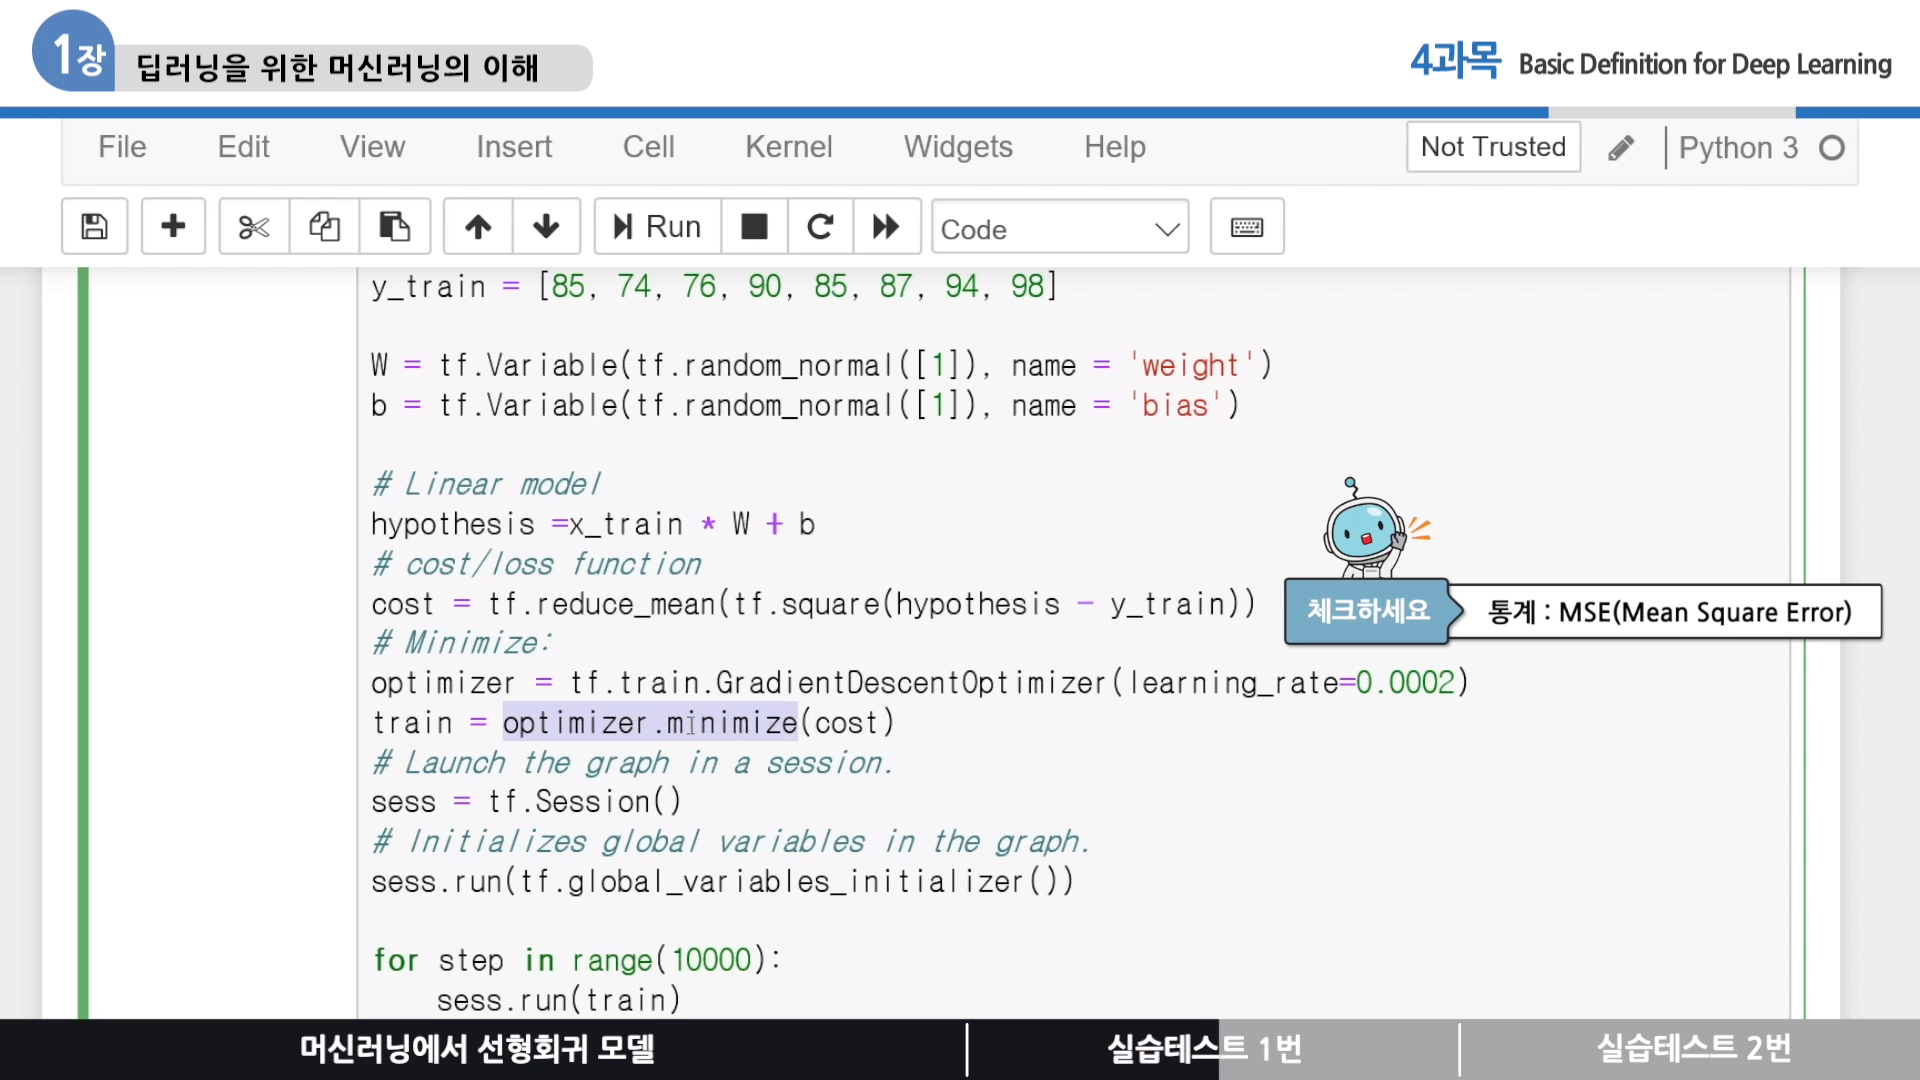 1장
딥러닝을 위한 머신러닝의 이해
4과목 Basic Definition for Deep Learning
File Edit View Insert Cell Kernel Widgets Help Not Trusted Python 3
Run Code
y_train = [85, 74, 76, 90, 85, 87, 94, 98]
W = tf.Variable(tf.random_normal([1]), name = 'weight')
b = tf.Variable(tf.random_normal([1]), name = 'bias')
# Linear model
hypothesis =x_train * W + b
# cost/loss function
cost = tf.reduce_mean(tf.square(hypothesis - y_train))
체크하세요 통계 : MSE(Mean Square Error)
# Minimize:
optimizer = tf.train.GradientDescentOptimizer(learning_rate=0.0002)
train = optimizer.minimize(cost)
# Launch the graph in a session.
sess = tf.Session()
# Initializes global variables in the graph.
sess.run(tf.global_variables_initializer())
for step in range(10000):
    sess.run(train)
머신러닝에서 선형회귀 모델 실습테스트 1번 실습테스트 2번